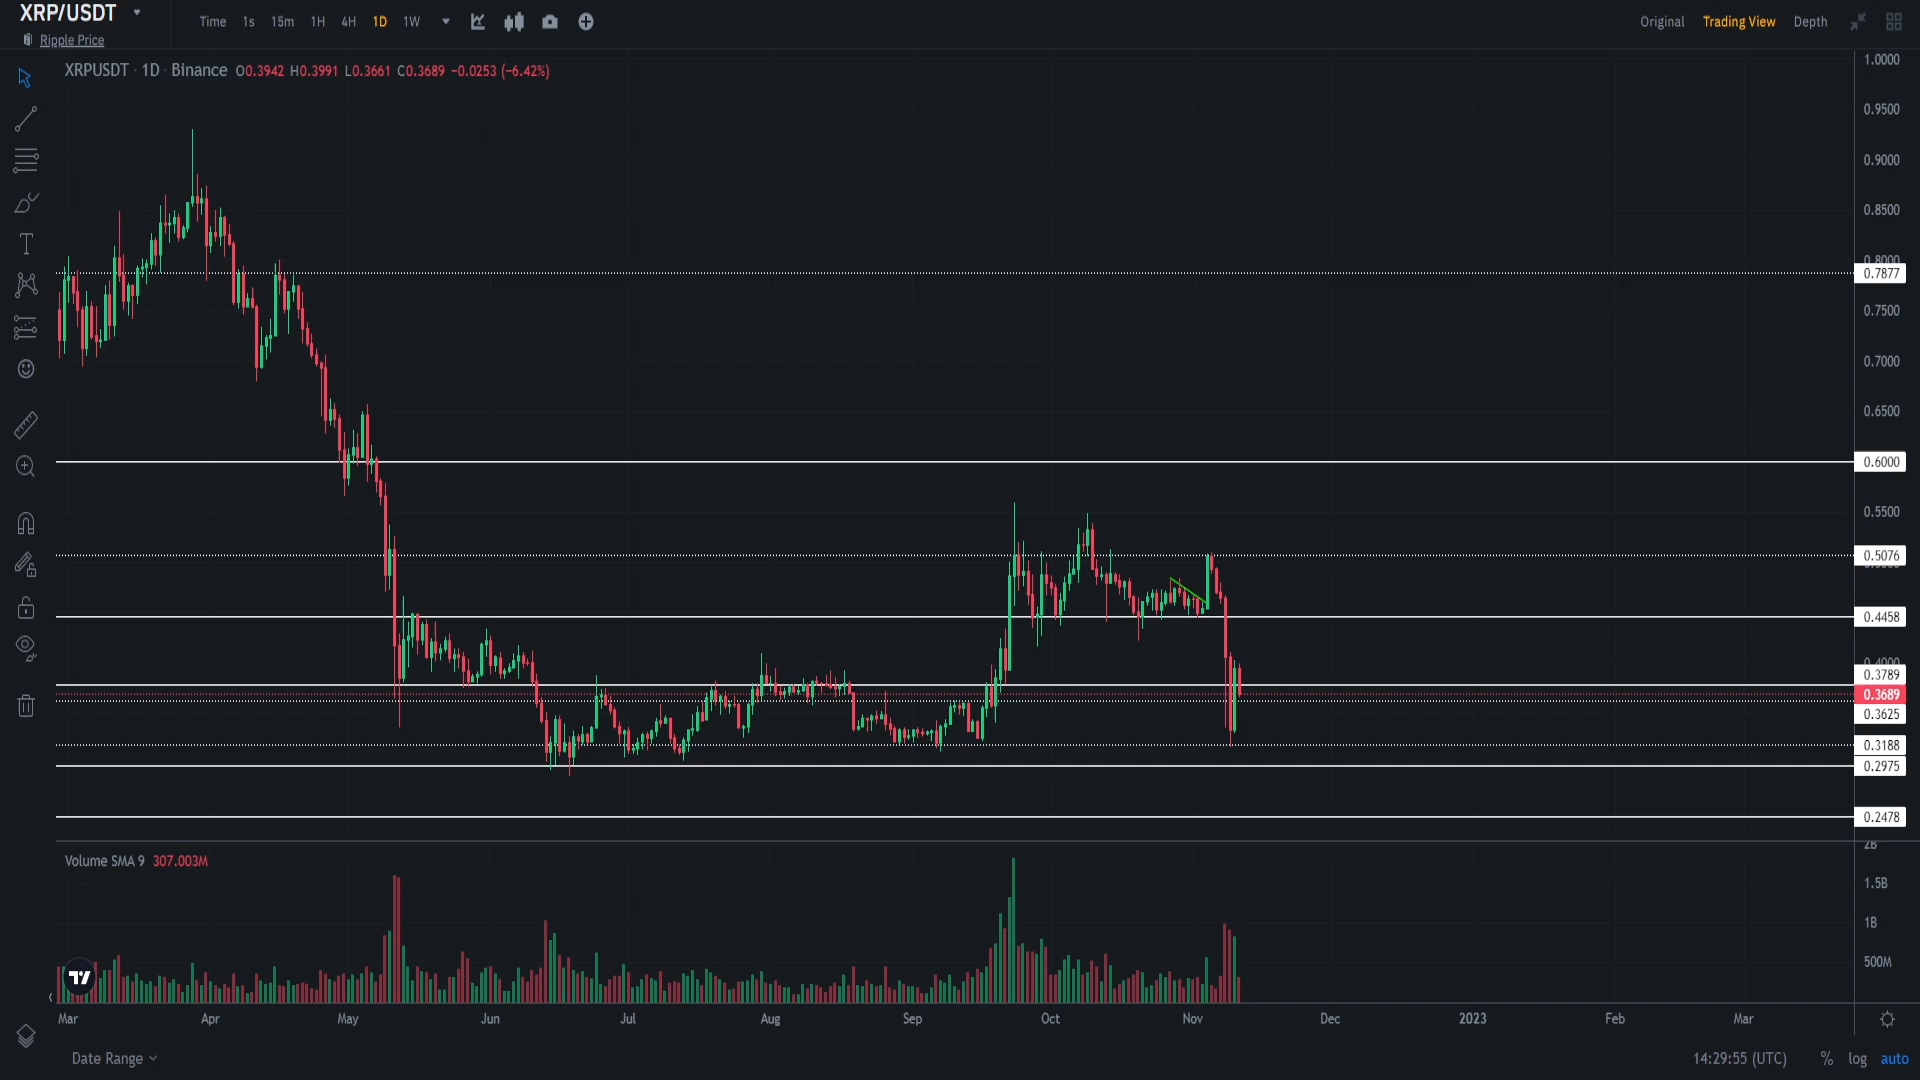 XRP/USDT
Ripple Price
Time 1s 15m 1H 4H 1D 1W
Original Trading View Depth
XRPUSDT · 1D · Binance O0.3942 H0.3991 L0.3661 C0.3689 −0.0253 (−6.42%)
1.0000
0.9500
0.9000
0.8500
0.8000
0.7877
0.7500
0.7000
0.6500
0.6000
0.5500
0.5076
0.4458
0.4000
0.3789
0.3689
0.3625
0.3188
0.2975
0.2478
Volume SMA 9 307.003M
2B
1.5B
1B
500M
Mar Apr May Jun Jul Aug Sep Oct Nov Dec 2023 Feb Mar
Date Range
14:29:55 (UTC) % log auto